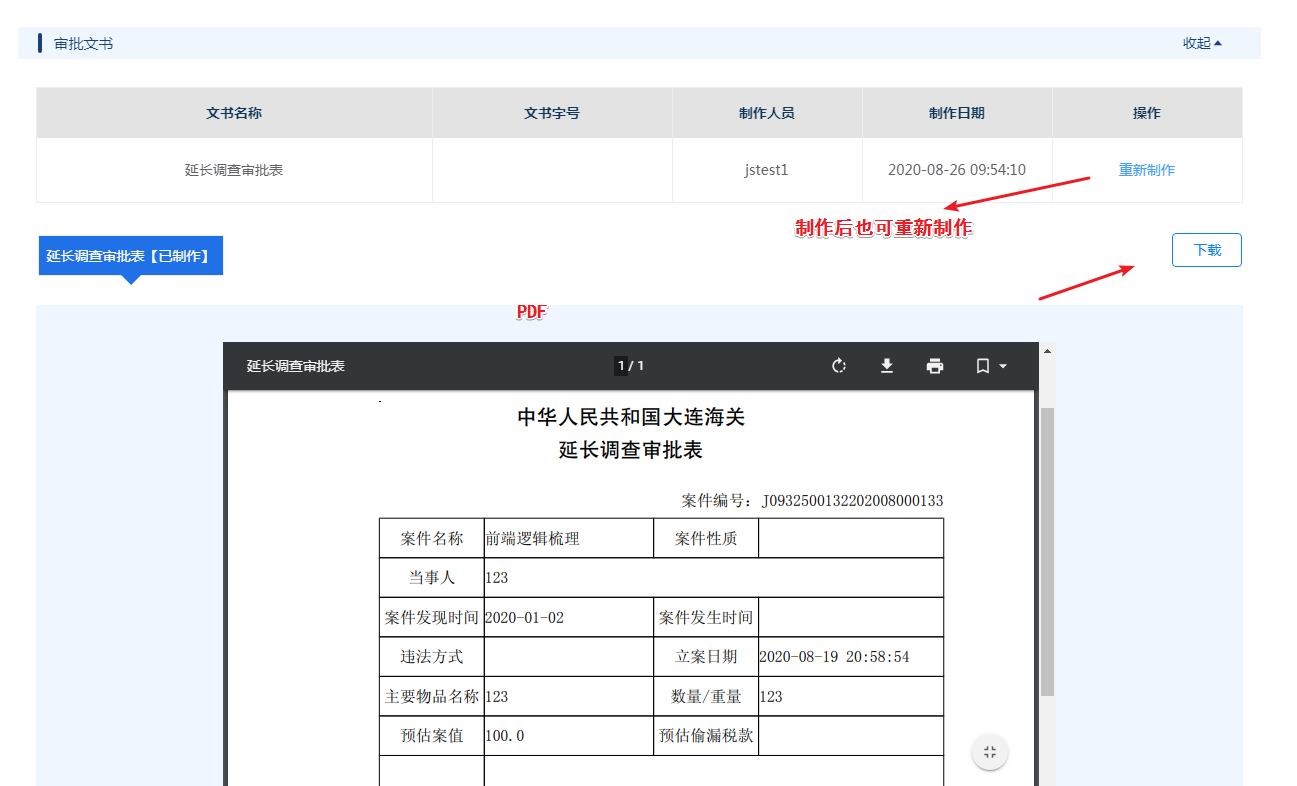 审批文书 收起
文书名称 文书字号 制作人员 制作日期 操作
延长调查审批表 jstest1 2020-08-26 09:54:10 重新制作
制作后也可重新制作
延长调查审批表【已制作】 下载
PDF
延长调查审批表 1 / 1
中华人民共和国大连海关
延长调查审批表
案件编号: J0932500132202008000133
案件名称 前端逻辑梳理 案件性质
当事人 123
案件发现时间 2020-01-02 案件发生时间
违法方式 立案日期 2020-08-19 20:58:54
主要物品名称 123 数量/重量 123
预估案值 100.0 预估偷漏税款